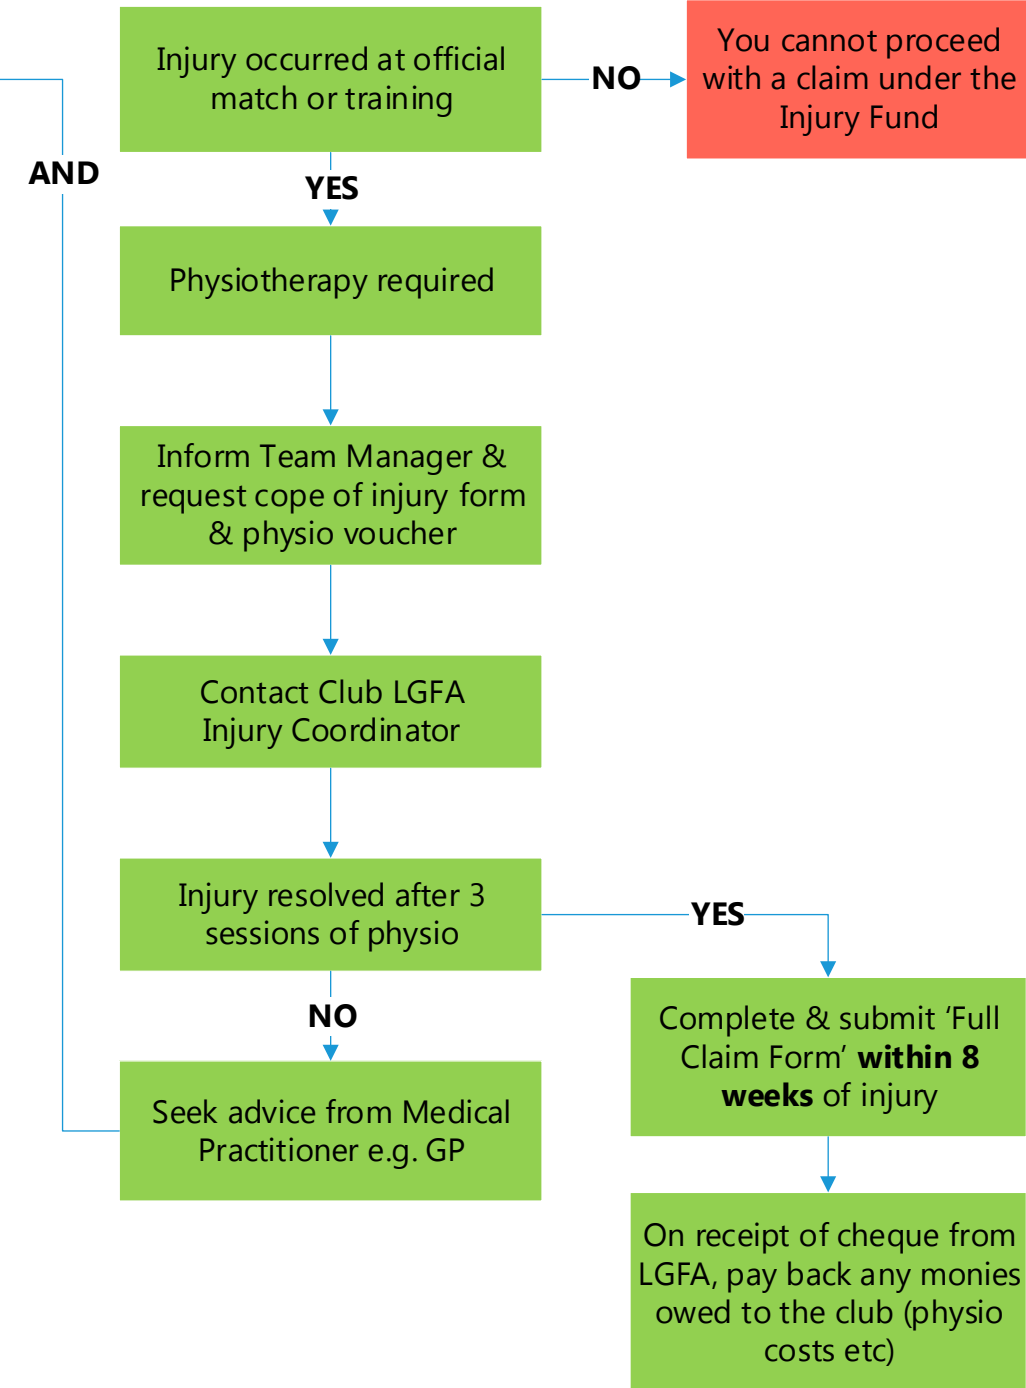 Injury occurred at official
match or training
NO
You cannot proceed
with a claim under the
Injury Fund
AND
YES
Physiotherapy required
Inform Team Manager &
request cope of injury form
& physio voucher
Contact Club LGFA
Injury Coordinator
Injury resolved after 3
sessions of physio
YES
NO
Complete & submit ‘Full
Claim Form’ within 8
weeks of injury
Seek advice from Medical
Practitioner e.g. GP
On receipt of cheque from
LGFA, pay back any monies
owed to the club (physio
costs etc)